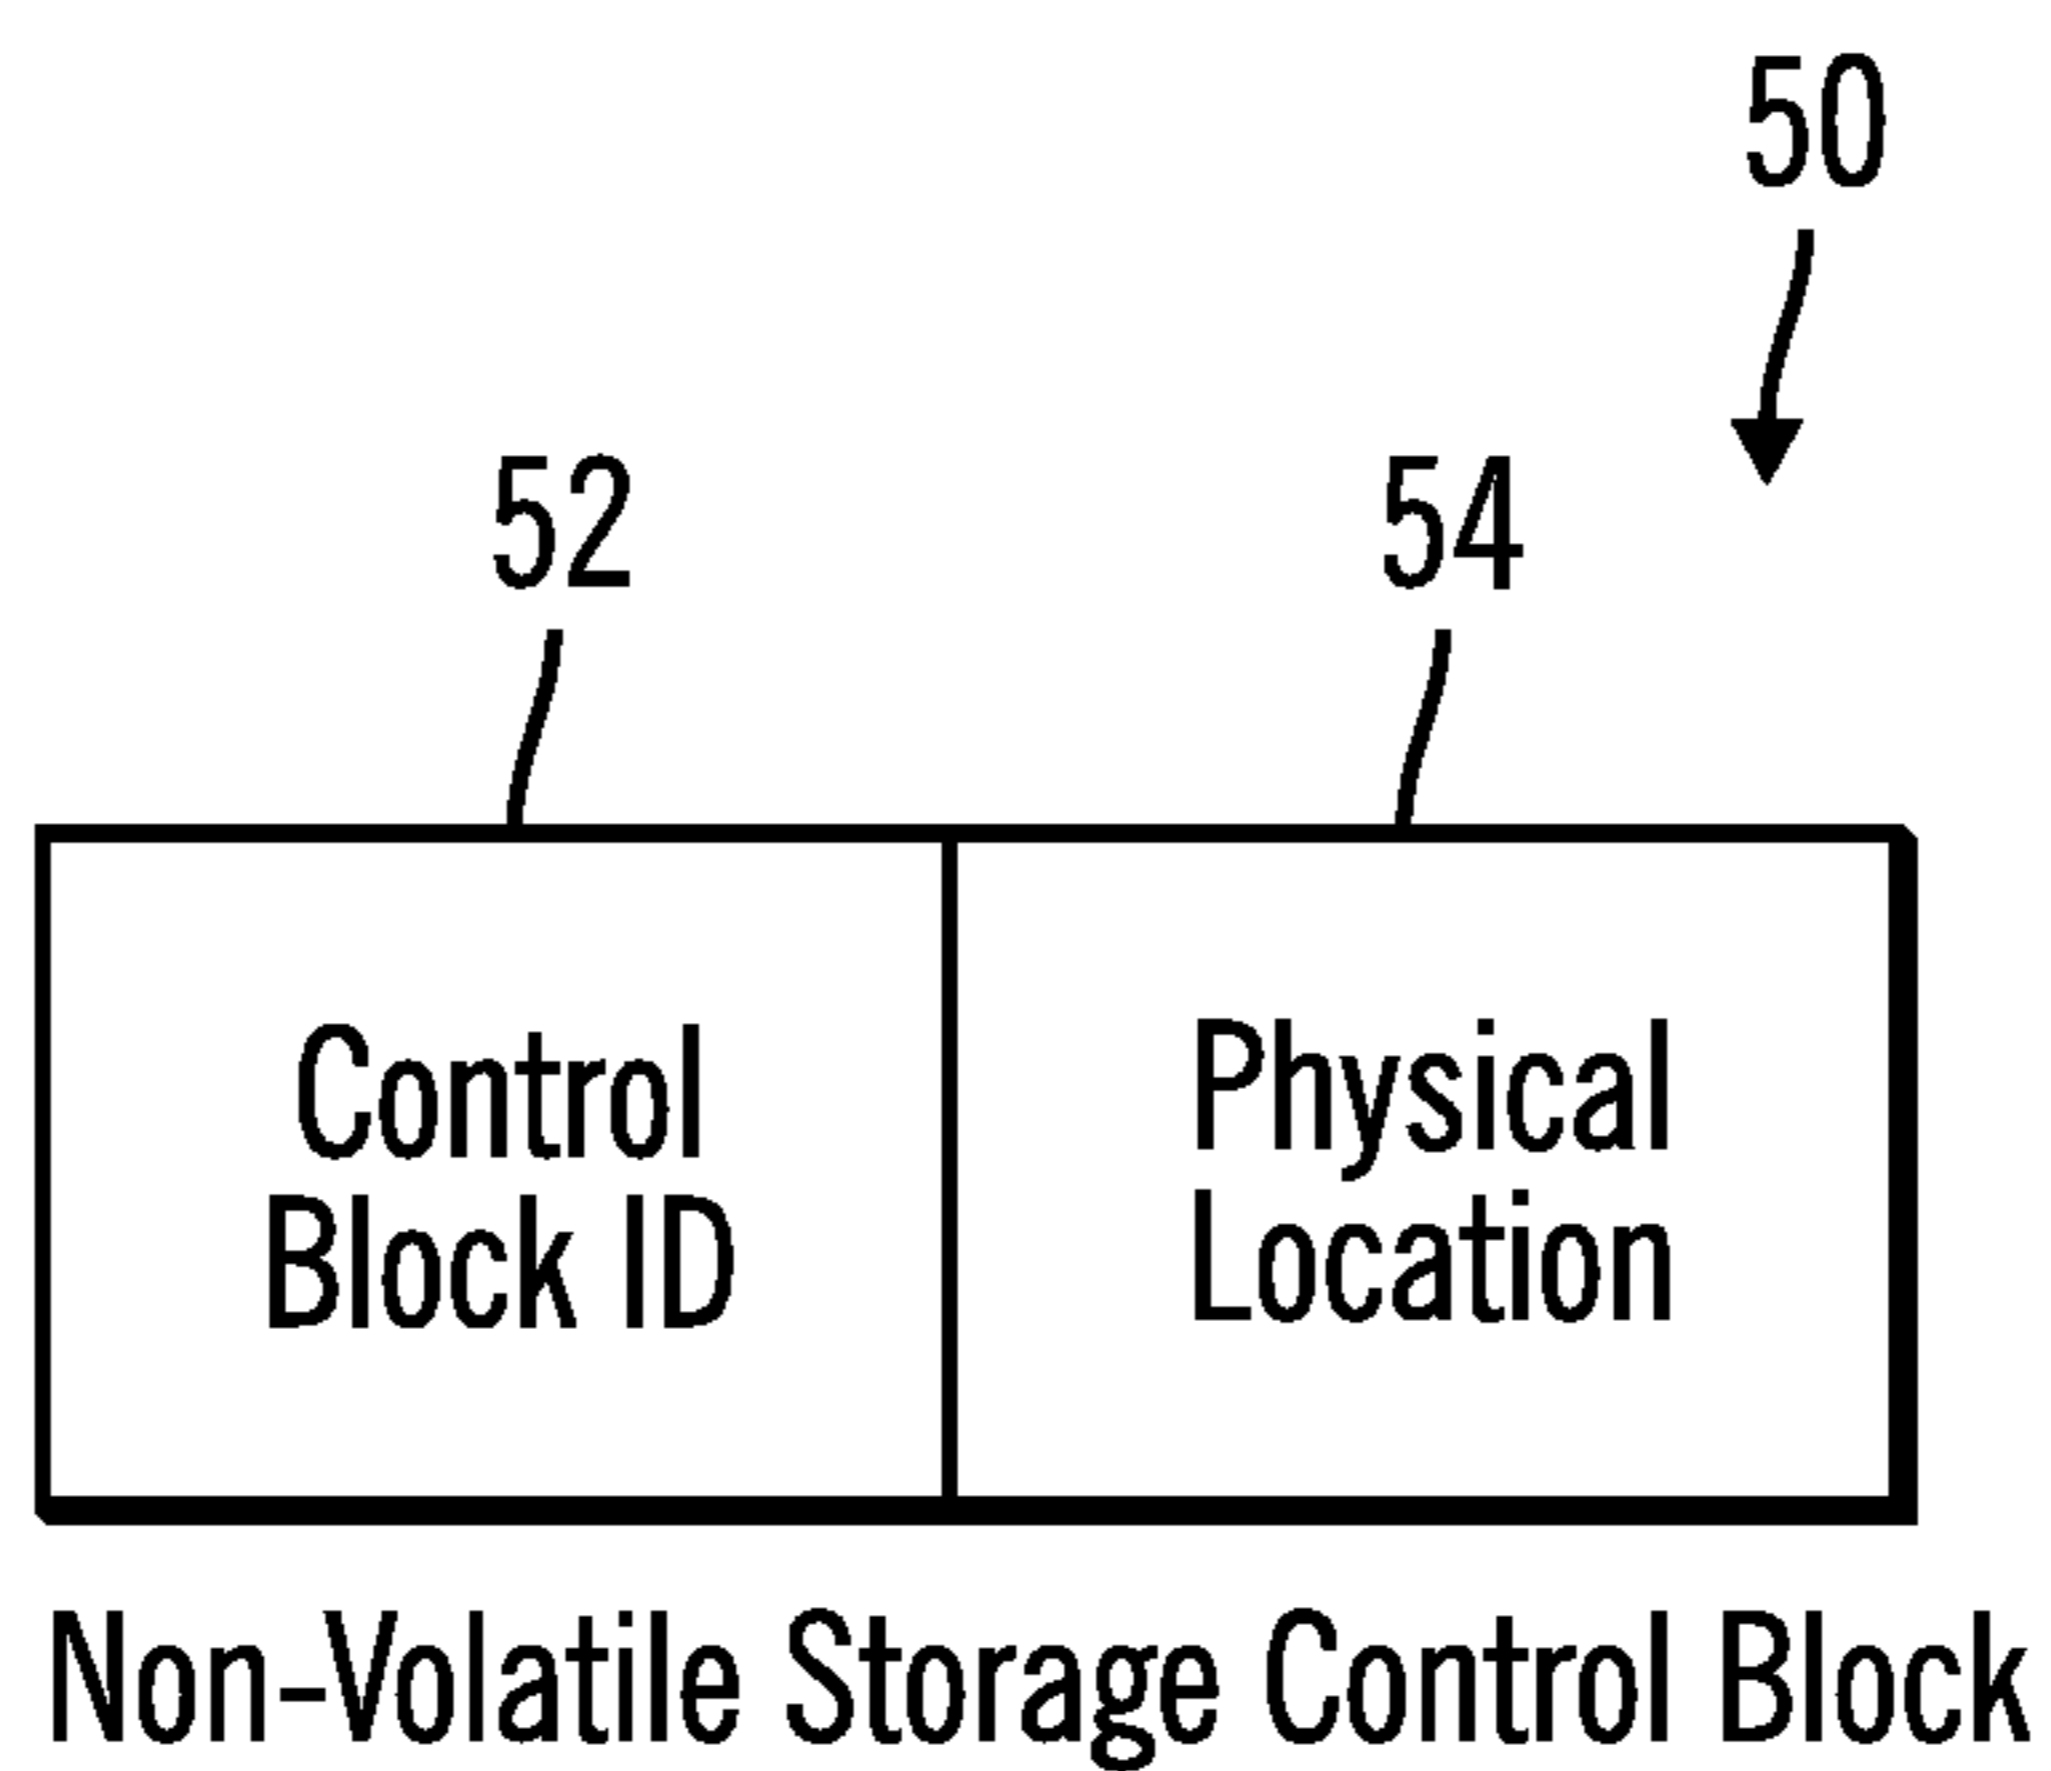 50
52 54
Control
Block ID
Physical
Location
Non-Volatile Storage Control Block